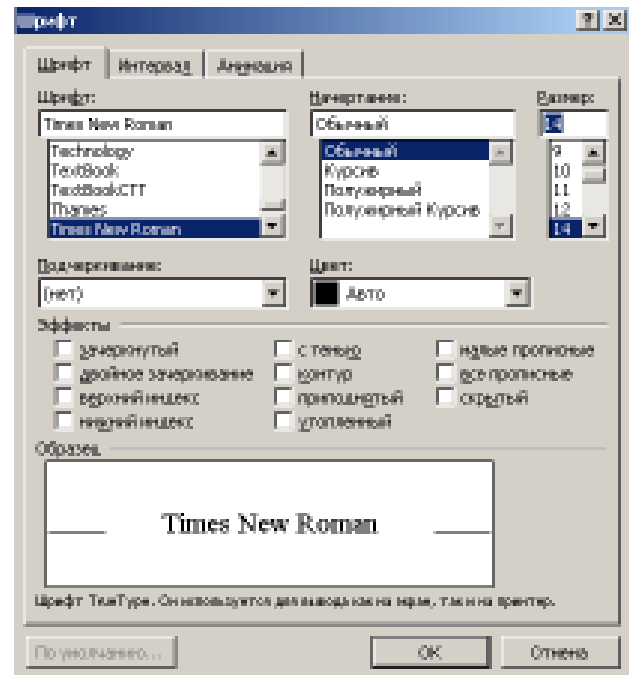 Шрифт
Шрифт Интервал Анимация
Шрифт: Начертание: Размер:
Times New Roman Обычный 14
Technology Обычный 9
TextBook Курсив 10
TextBookCTT Полужирный 11
Thames Полужирный Курсив 12
Times New Roman 14
Подчеркивание: Цвет:
(нет) Авто
Эффекты
зачеркнутый с тенью малые прописные
двойное зачеркивание контур все прописные
верхний индекс приподнятый скрытый
нижний индекс утопленный
Образец
Times New Roman
Шрифт TrueType. Он используется для вывода как на экран, так и на принтер.
По умолчанию... ОК Отмена